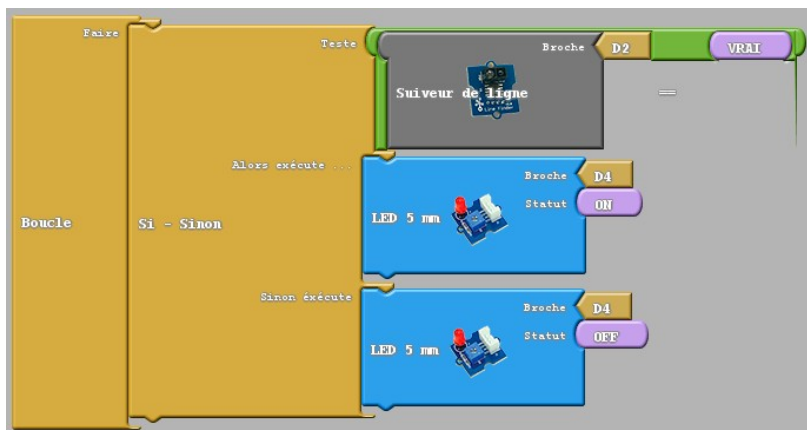 Faire
Teste
Broche
D2
VRAI
Suiveur de ligne
==
Alors exécute ...
Broche
D4
Statut
ON
LED 5 mm
Boucle
Si - Sinon
Sinon éxécute
Broche
D4
Statut
OFF
LED 5 mm